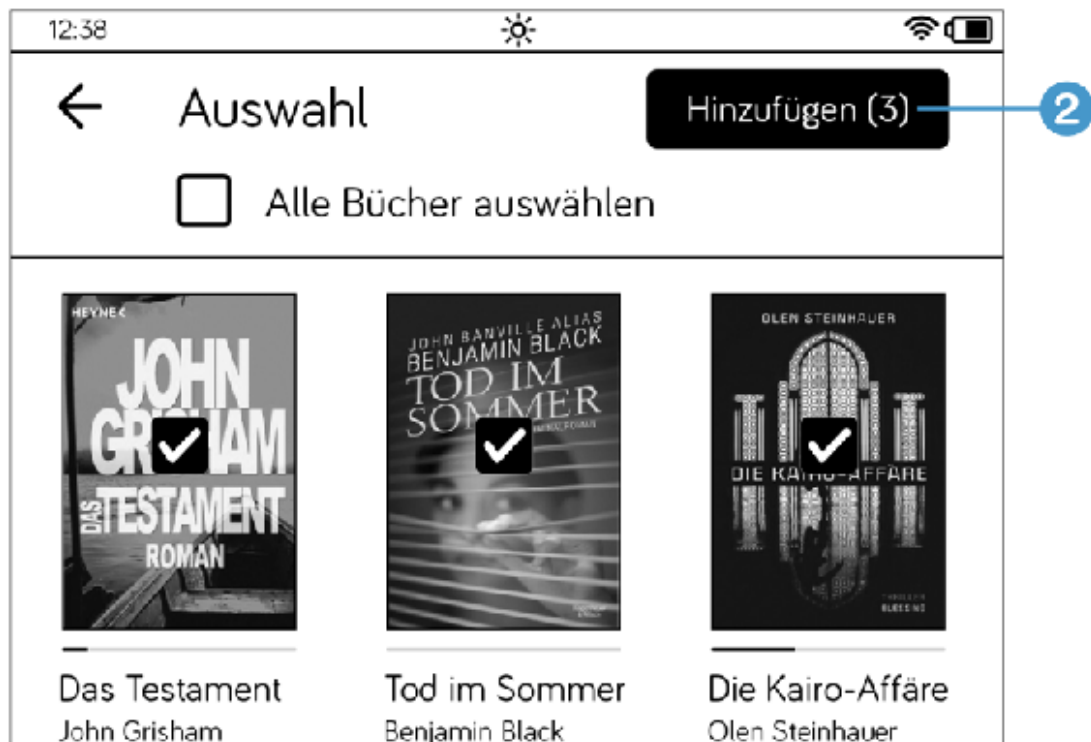 12:38
← Auswahl
Hinzufügen (3)
2
Alle Bücher auswählen
HEYNE
JOHN
GRISHAM
DAS TESTAMENT
ROMAN
JOHN BANVILLE ALIAS
BENJAMIN BLACK
TOD IM
SOMMER
OLEN STEINHAUER
DIE KAIRO-AFFÄRE
THRILLER
BLESSING
Das Testament
John Grisham
Tod im Sommer
Benjamin Black
Die Kairo-Affäre
Olen Steinhauer